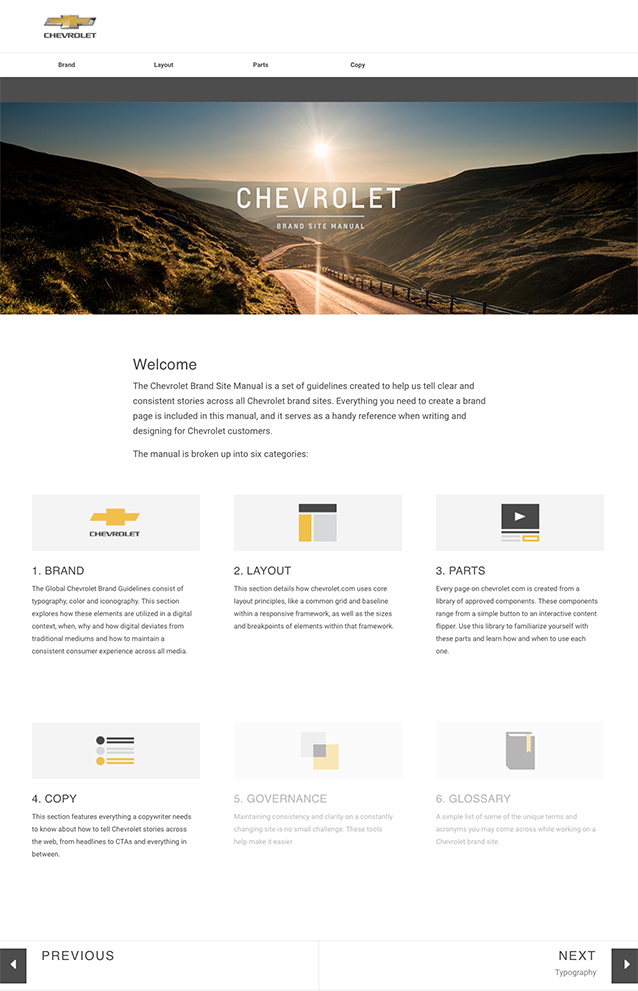 CHEVROLET
Brand Layout Parts Copy
CHEVROLET
BRAND SITE MANUAL
Welcome
The Chevrolet Brand Site Manual is a set of guidelines created to help us tell clear and
consistent stories across all Chevrolet brand sites. Everything you need to create a brand
page is included in this manual, and it serves as a handy reference when writing and
designing for Chevrolet customers.
The manual is broken up into six categories:
CHEVROLET
1. BRAND
The Global Chevrolet Brand Guidelines consist of
typography, color and iconography. This section
explores how these elements are utilized in a digital
context, when, why and how digital deviates from
traditional mediums and how to maintain a
consistent consumer experience across all media.
2. LAYOUT
This section details how chevrolet.com uses core
layout principles, like a common grid and baseline
within a responsive framework, as well as the sizes
and breakpoints of elements within that framework.
3. PARTS
Every page on chevrolet.com is created from a
library of approved components. These components
range from a simple button to an interactive content
flipper. Use this library to familiarize yourself with
these parts and learn how and when to use each
one.
4. COPY
This section features everything a copywriter needs
to know about how to tell Chevrolet stories across
the web, from headlines to CTAs and everything in
between.
5. GOVERNANCE
Maintaining consistency and clarity on a constantly
changing site is no small challenge. These tools
help make it easier.
6. GLOSSARY
A simple list of some of the unique terms and
acronyms you may come across while working on a
Chevrolet brand site.
PREVIOUS
NEXT
Typography